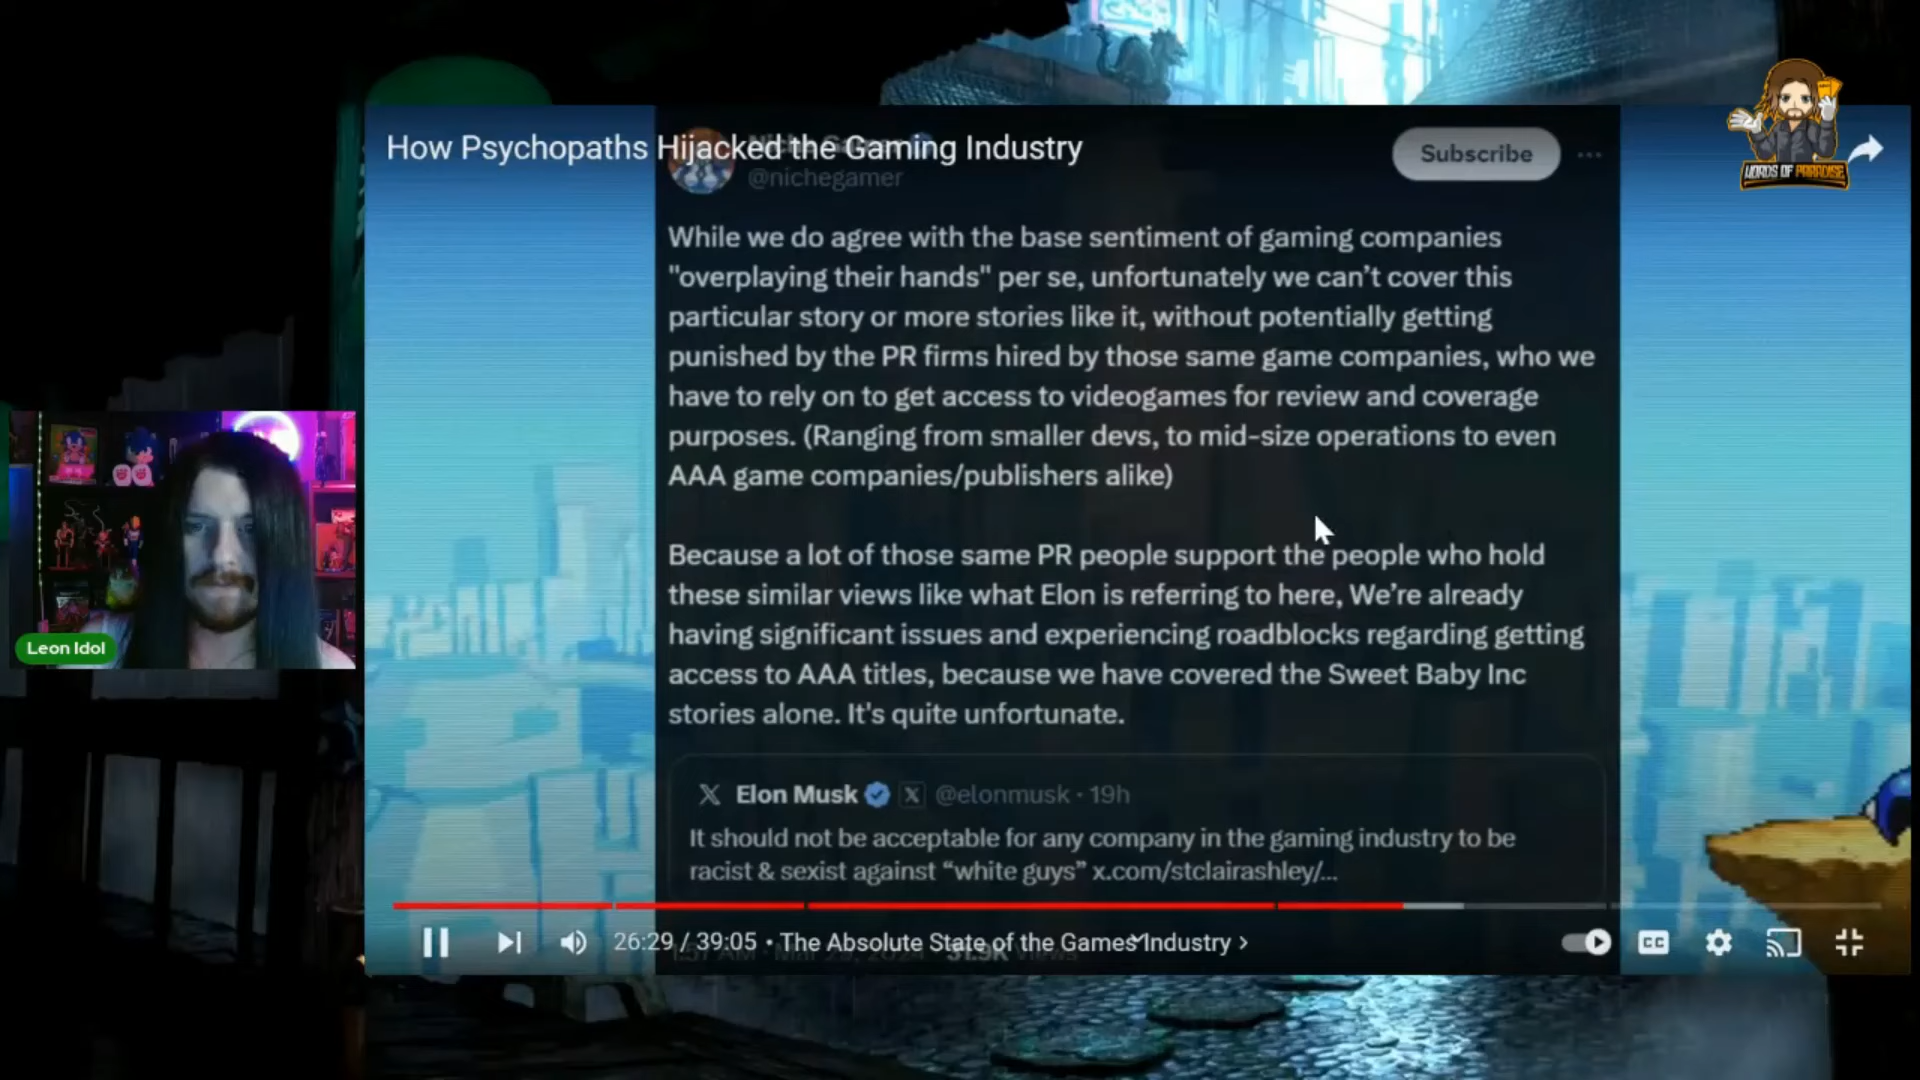 How Psychopaths Hijacked the Gaming Industry
@nichegamer
Subscribe
WORDS OF PARADISE
While we do agree with the base sentiment of gaming companies
"overplaying their hands" per se, unfortunately we can't cover this
particular story or more stories like it, without potentially getting
punished by the PR firms hired by those same game companies, who we
have to rely on to get access to videogames for review and coverage
purposes. (Ranging from smaller devs, to mid-size operations to even
AAA game companies/publishers alike)
Because a lot of those same PR people support the people who hold
these similar views like what Elon is referring to here, We're already
having significant issues and experiencing roadblocks regarding getting
access to AAA titles, because we have covered the Sweet Baby Inc
stories alone. It's quite unfortunate.
Leon Idol
Elon Musk X @elonmusk · 19h
It should not be acceptable for any company in the gaming industry to be
racist & sexist against “white guys” x.com/stclairashley/...
26:29 / 39:05 • The Absolute State of the Games Industry >
CC